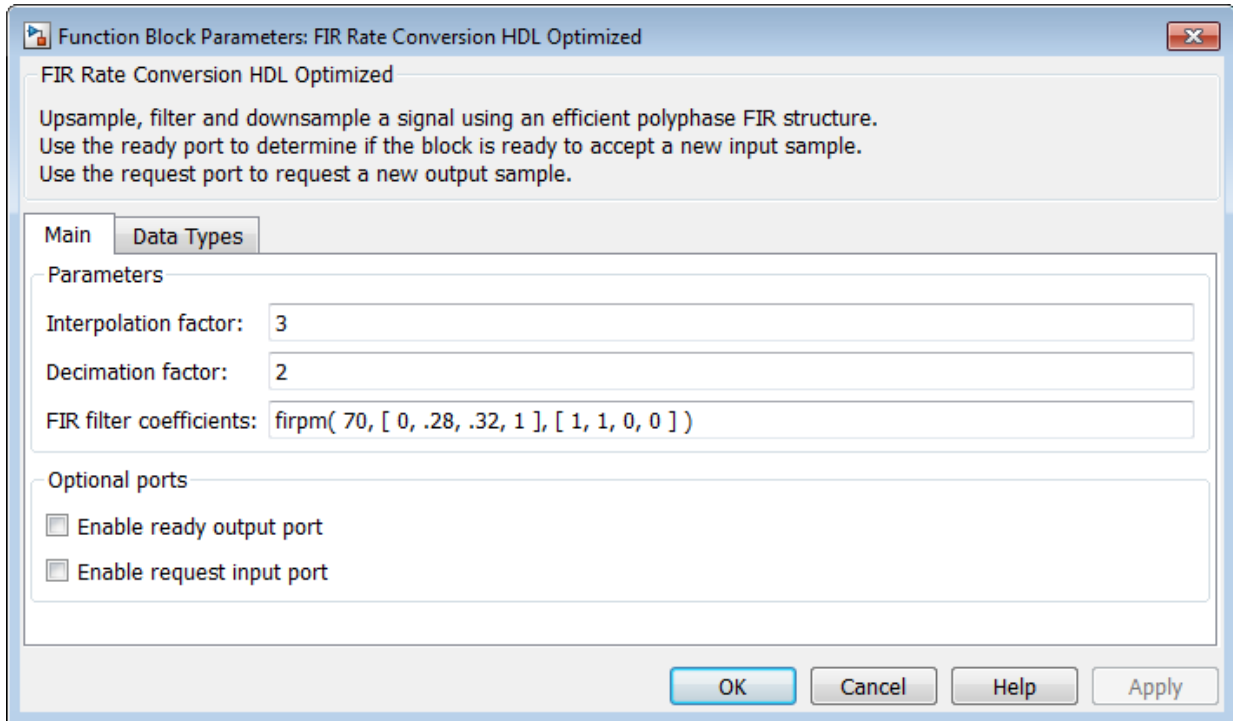 Function Block Parameters: FIR Rate Conversion HDL Optimized
FIR Rate Conversion HDL Optimized
Upsample, filter and downsample a signal using an efficient polyphase FIR structure.
Use the ready port to determine if the block is ready to accept a new input sample.
Use the request port to request a new output sample.
Main Data Types
Parameters
Interpolation factor: 3
Decimation factor: 2
FIR filter coefficients: firpm( 70, [ 0, .28, .32, 1 ], [ 1, 1, 0, 0 ] )
Optional ports
Enable ready output port
Enable request input port
OK Cancel Help Apply